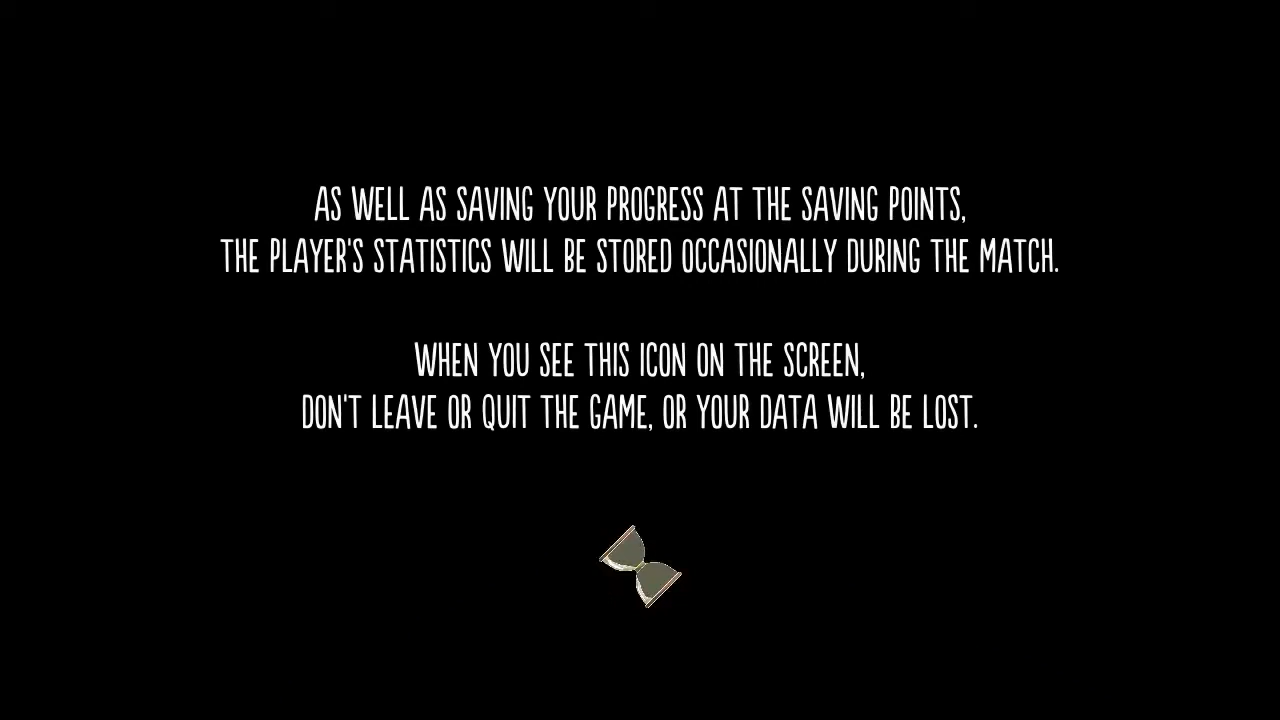 AS WELL AS SAVING YOUR PROGRESS AT THE SAVING POINTS,
THE PLAYER'S STATISTICS WILL BE STORED OCCASIONALLY DURING THE MATCH.
WHEN YOU SEE THIS ICON ON THE SCREEN,
DON'T LEAVE OR QUIT THE GAME, OR YOUR DATA WILL BE LOST.